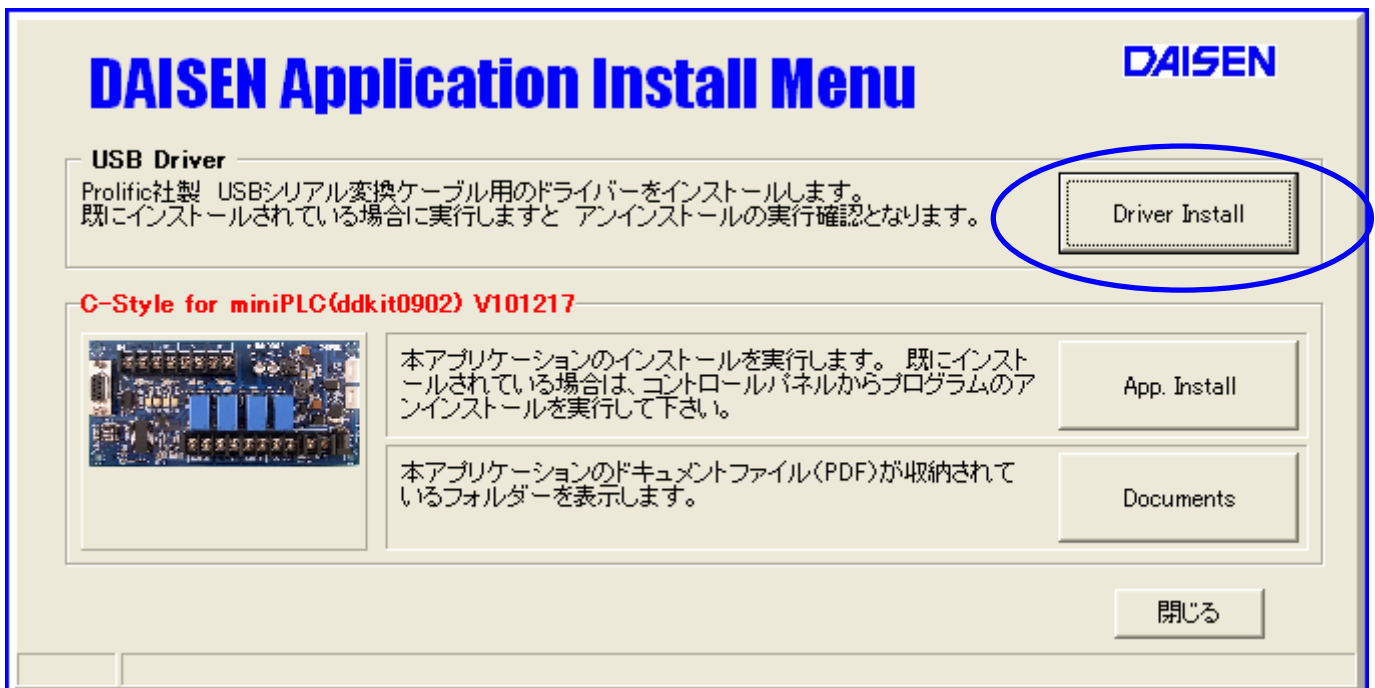 DAISEN Application Install Menu
DAISEN
USB Driver
Prolific社製 USBシリアル変換ケーブル用のドライバーをインストールします。
既にインストールされている場合に実行しますと アンインストールの実行確認となります。
Driver Install
C-Style for miniPLC(ddkit0902) V101217
本アプリケーションのインストールを実行します。 既にインスト
ールされている場合は、コントロールパネルからプログラムのア
ンインストールを実行して下さい。
App. Install
本アプリケーションのドキュメントファイル(PDF)が収納されて
いるフォルダーを表示します。
Documents
閉じる